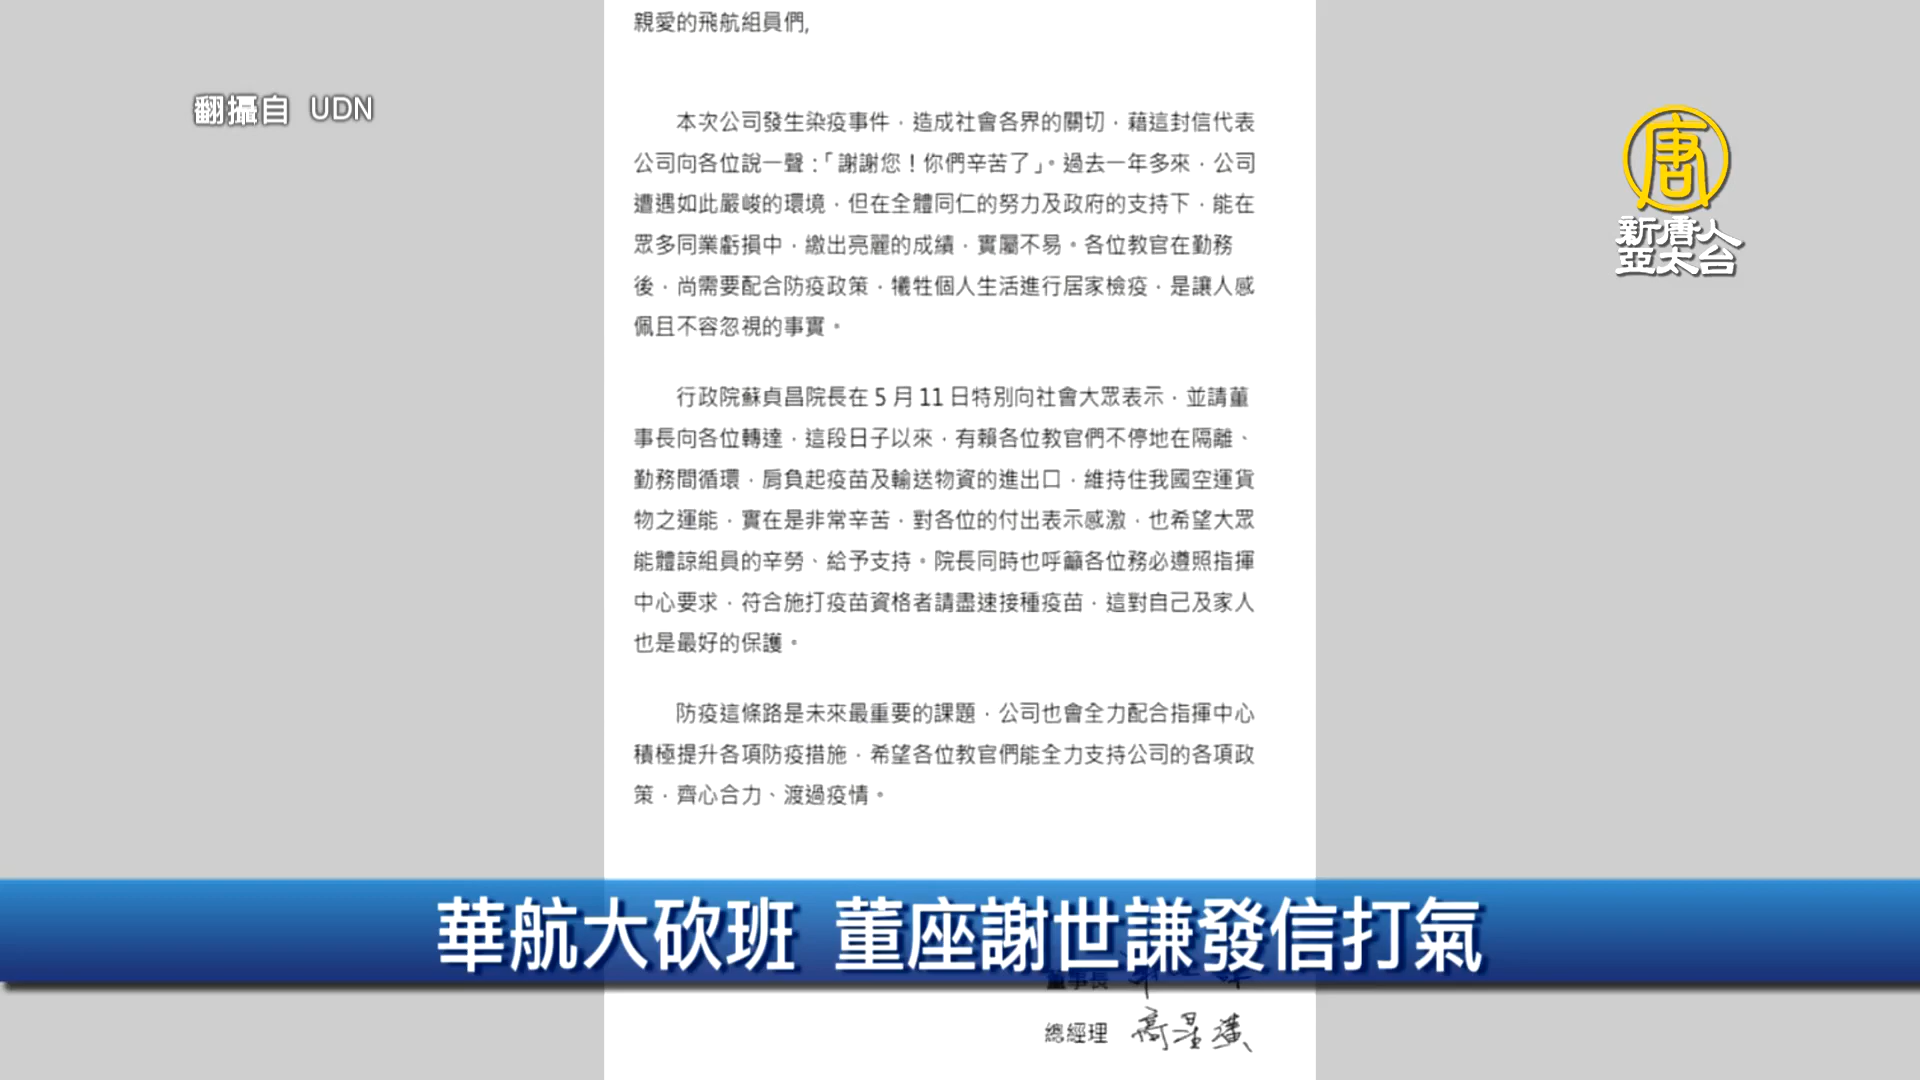 親愛的飛航組員們,
翻攝自 UDN
本次公司發生染疫事件，造成社會各界的關切，藉這封信代表
公司向各位說一聲：「謝謝您！你們辛苦了」。過去一年多來，公司
遭遇如此嚴峻的環境，但在全體同仁的努力及政府的支持下，能在
眾多同業虧損中，繳出亮麗的成績，實屬不易。各位教官在勤務
後，尚需要配合防疫政策，犧牲個人生活進行居家檢疫，是讓人感
佩且不容忽視的事實。
唐
新唐人
亞太台
行政院蘇貞昌院長在 5 月 11 日特別向社會大眾表示，並請董
事長向各位轉達，這段日子以來，有賴各位教官們不停地在隔離、
勤務間循環，肩負起疫苗及輸送物資的進出口，維持住我國空運貨
物之運能，實在是非常辛苦，對各位的付出表示感激，也希望大眾
能體諒組員的辛勞、給予支持。院長同時也呼籲各位務必遵照指揮
中心要求，符合施打疫苗資格者請盡速接種疫苗，這對自己及家人
也是最好的保護。
防疫這條路是未來最重要的課題，公司也會全力配合指揮中心
積極提升各項防疫措施，希望各位教官們能全力支持公司的各項政
策，齊心合力、渡過疫情。
華航大砍班 董座謝世謙發信打氣
董事長
總經理 高星潢